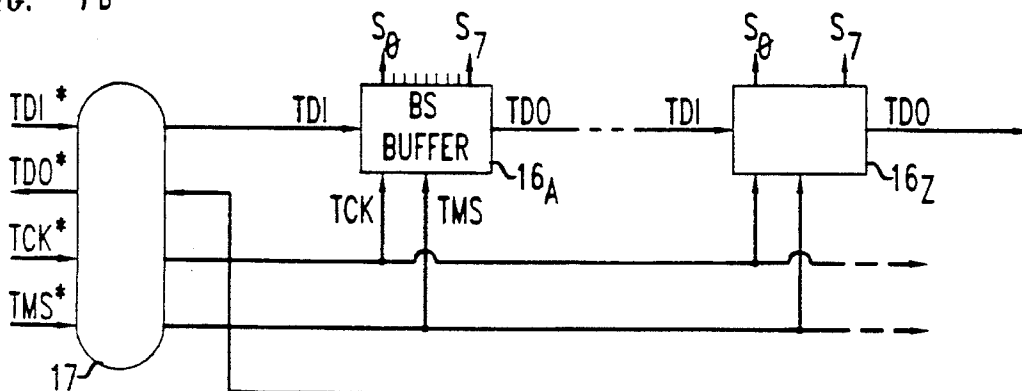 S0 S7 S0 S7
TDI* TDI BS BUFFER TDO TDI TDO
TDO* 16A 16Z
TCK* TCK TMS
TMS*
17